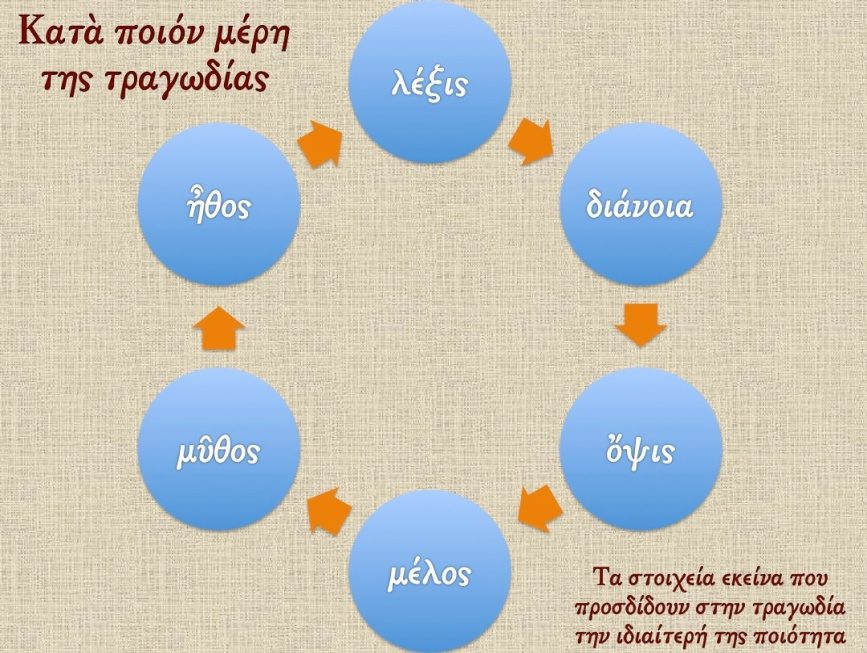 Κατὰ ποιόν μέρη
της τραγωδίας
λέξις
διάνοια
ὄψις
μέλος
μῦθος
ἦθος
Τα στοιχεία εκείνα που
προσδίδουν στην τραγωδία
την ιδιαίτερή της ποιότητα